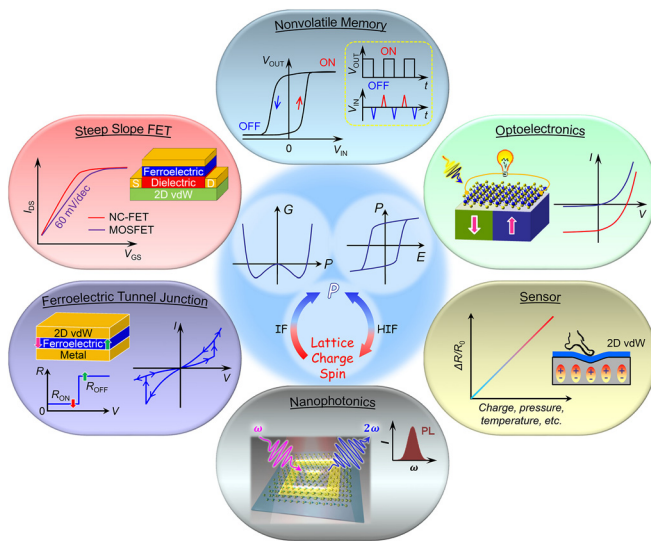 Nonvolatile Memory
V_OUT
ON
OFF
0
V_IN
V_OUT
ON
t
OFF
V_IN
t
Steep Slope FET
I_DS
60 mV/dec
NC-FET
MOSFET
V_GS
Ferroelectric
S
Dielectric
D
2D vdW
Optoelectronics
I
V
G
P
P
E
P
IF
HIF
Lattice
Charge
Spin
Ferroelectric Tunnel Junction
2D vdW
Ferroelectric
Metal
R
R_ON
R_OFF
0
V
I
V
Sensor
ΔR/R_0
2D vdW
Charge, pressure,
temperature, etc.
Nanophotonics
ω
2ω
I
PL
ω